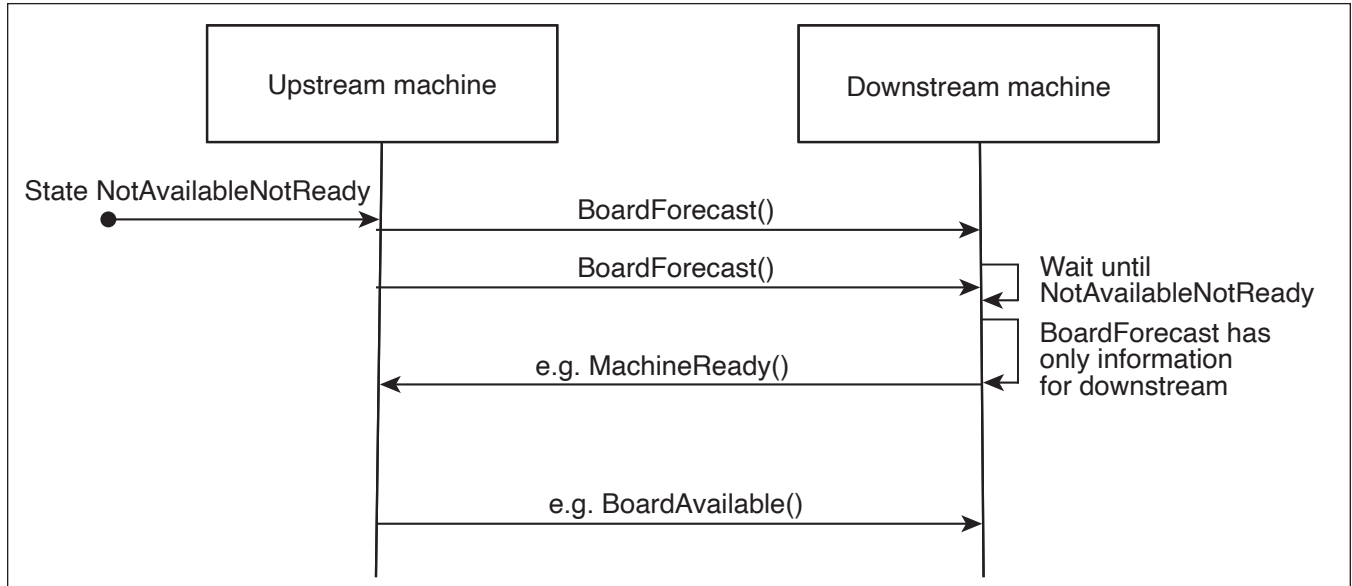 Upstream machine
Downstream machine
State NotAvailableNotReady
BoardForecast()
BoardForecast()
Wait until
NotAvailableNotReady
BoardForecast has
only information
for downstream
e.g. MachineReady()
e.g. BoardAvailable()